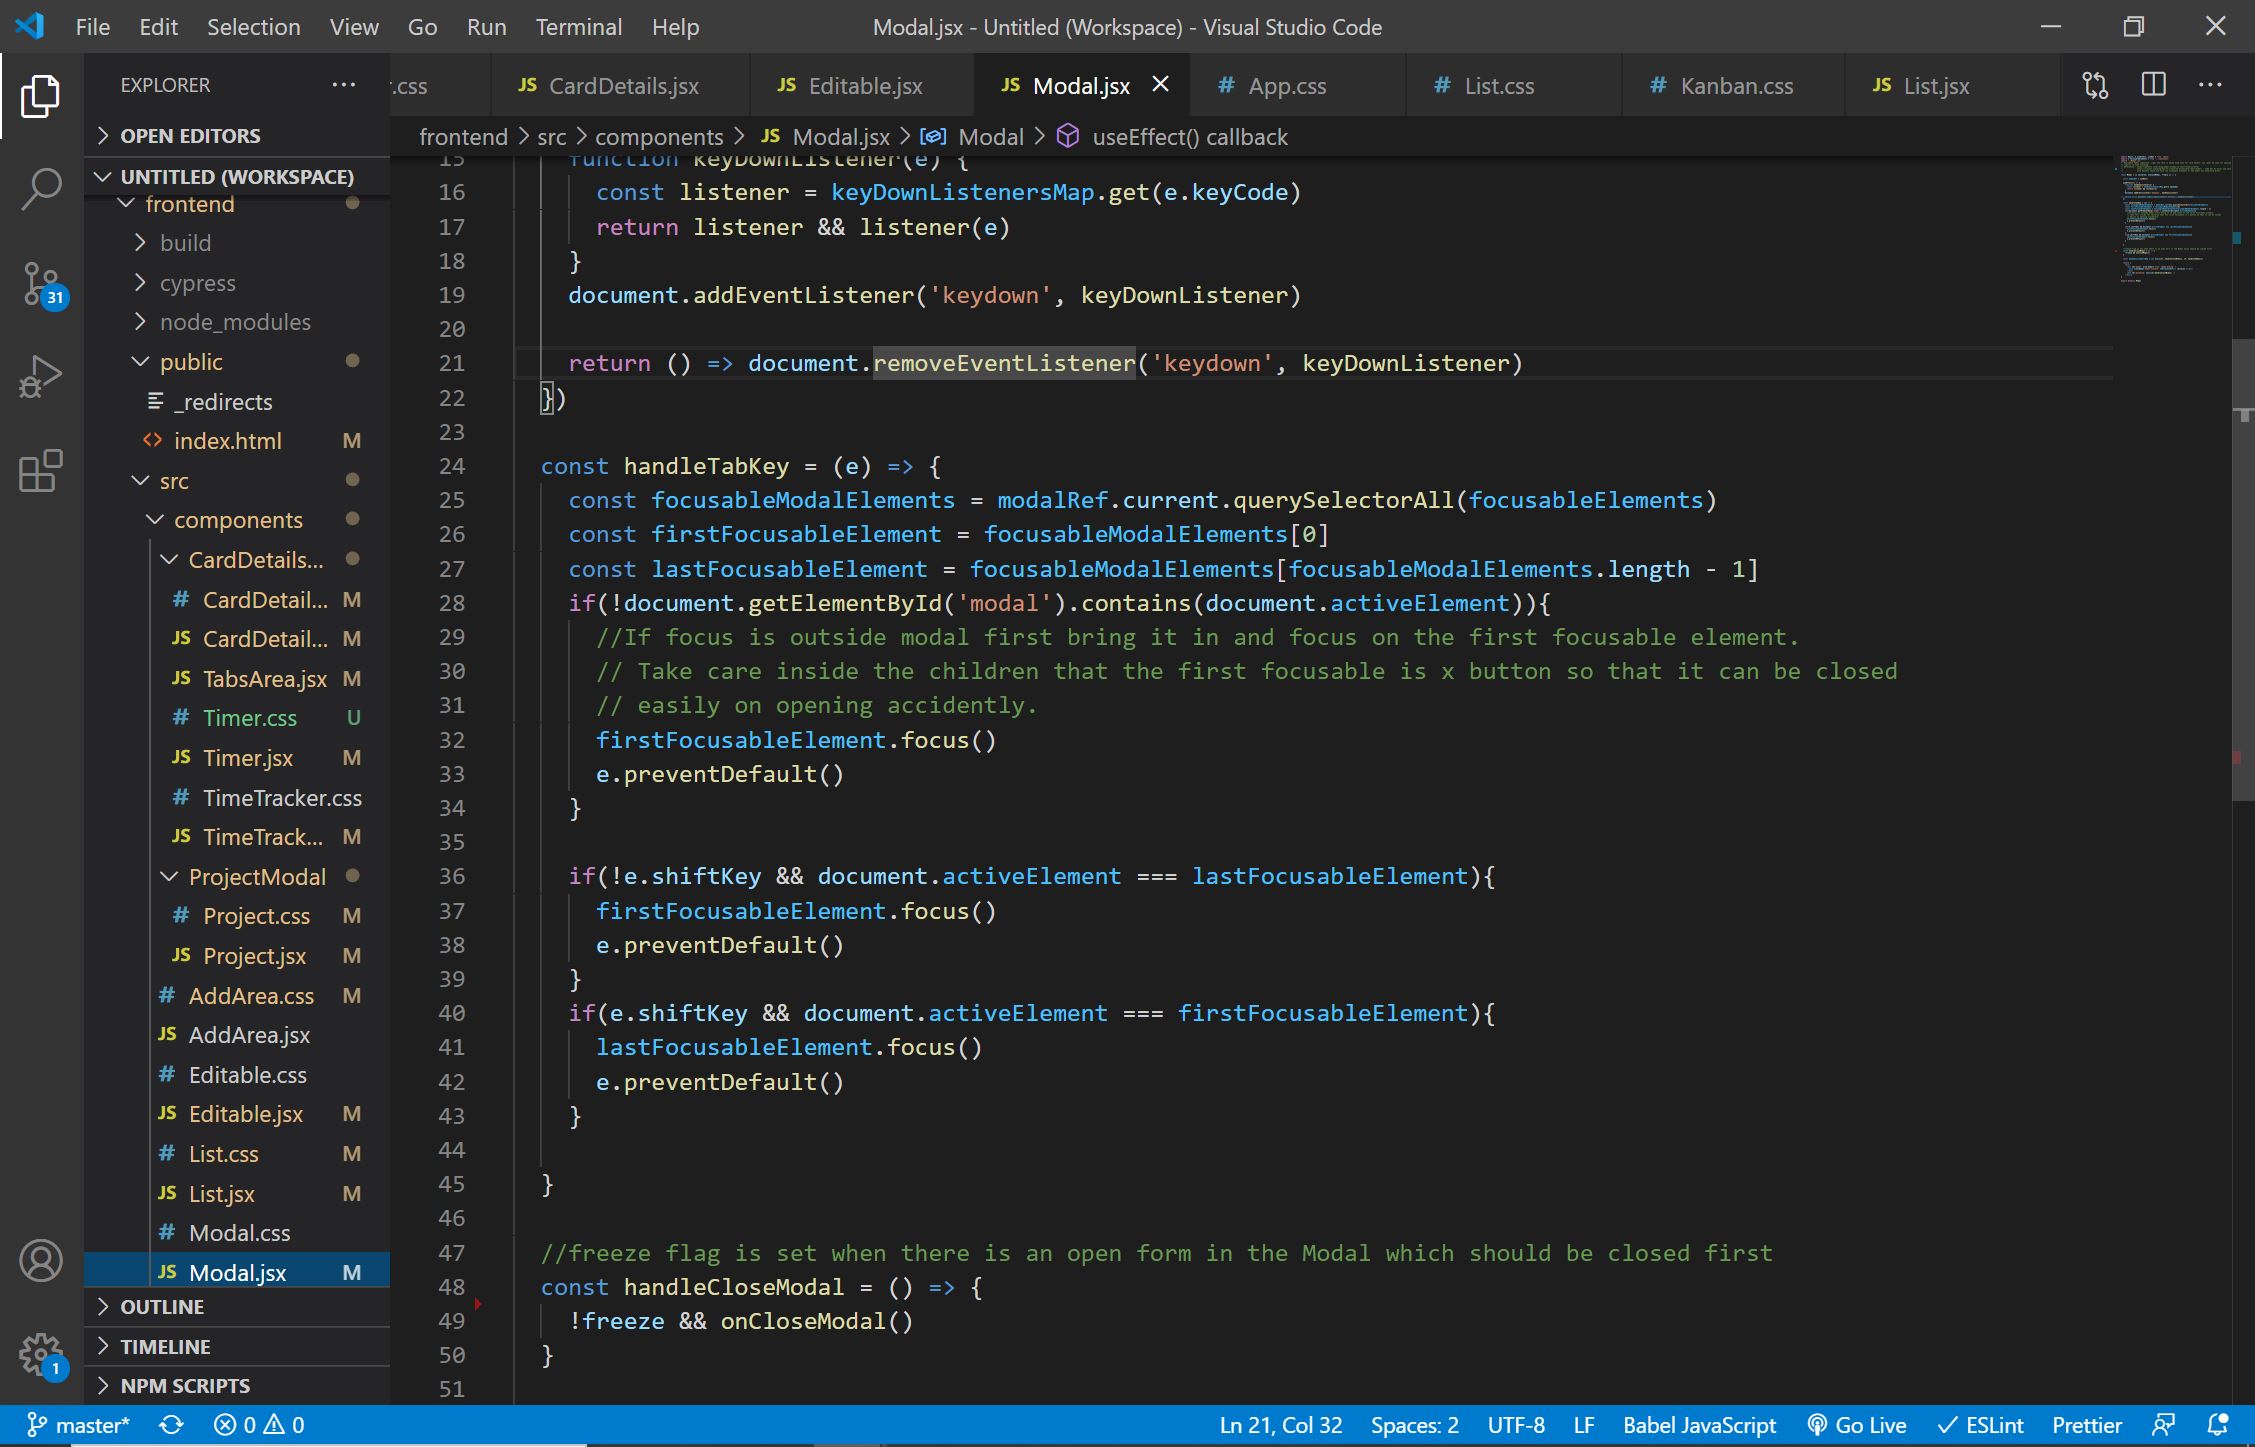 File Edit Selection View Go Run Terminal Help
Modal.jsx - Untitled (Workspace) - Visual Studio Code
EXPLORER
r.css
JS CardDetails.jsx
JS Editable.jsx
JS Modal.jsx
# App.css
# List.css
# Kanban.css
JS List.jsx
frontend > src > components > JS Modal.jsx > Modal > useEffect() callback
OPEN EDITORS
UNTITLED (WORKSPACE)
frontend
build
cypress
node_modules
public
_redirects
<> index.html M
src
components
CardDetails...
# CardDetail... M
JS CardDetail... M
JS TabsArea.jsx M
# Timer.css U
JS Timer.jsx M
# TimeTracker.css
JS TimeTrack... M
ProjectModal
# Project.css M
JS Project.jsx M
# AddArea.css M
JS AddArea.jsx
# Editable.css
JS Editable.jsx M
# List.css M
JS List.jsx M
# Modal.css
JS Modal.jsx M
OUTLINE
TIMELINE
NPM SCRIPTS
31
1
15 function keyDownListener(e) {
16 const listener = keyDownListenersMap.get(e.keyCode)
17 return listener && listener(e)
18 }
19 document.addEventListener('keydown', keyDownListener)
20
21 return () => document.removeEventListener('keydown', keyDownListener)
22 })
23
24 const handleTabKey = (e) => {
25 const focusableModalElements = modalRef.current.querySelectorAll(focusableElements)
26 const firstFocusableElement = focusableModalElements[0]
27 const lastFocusableElement = focusableModalElements[focusableModalElements.length - 1]
28 if(!document.getElementById('modal').contains(document.activeElement)){
29 //If focus is outside modal first bring it in and focus on the first focusable element.
30 // Take care inside the children that the first focusable is x button so that it can be closed
31 // easily on opening accidently.
32 firstFocusableElement.focus()
33 e.preventDefault()
34 }
35
36 if(!e.shiftKey && document.activeElement === lastFocusableElement){
37 firstFocusableElement.focus()
38 e.preventDefault()
39 }
40 if(e.shiftKey && document.activeElement === firstFocusableElement){
41 lastFocusableElement.focus()
42 e.preventDefault()
43 }
44
45 }
46
47 //freeze flag is set when there is an open form in the Modal which should be closed first
48 const handleCloseModal = () => {
49 !freeze && onCloseModal()
50 }
51
master* 0 0 Ln 21, Col 32 Spaces: 2 UTF-8 LF Babel JavaScript Go Live ESLint Prettier